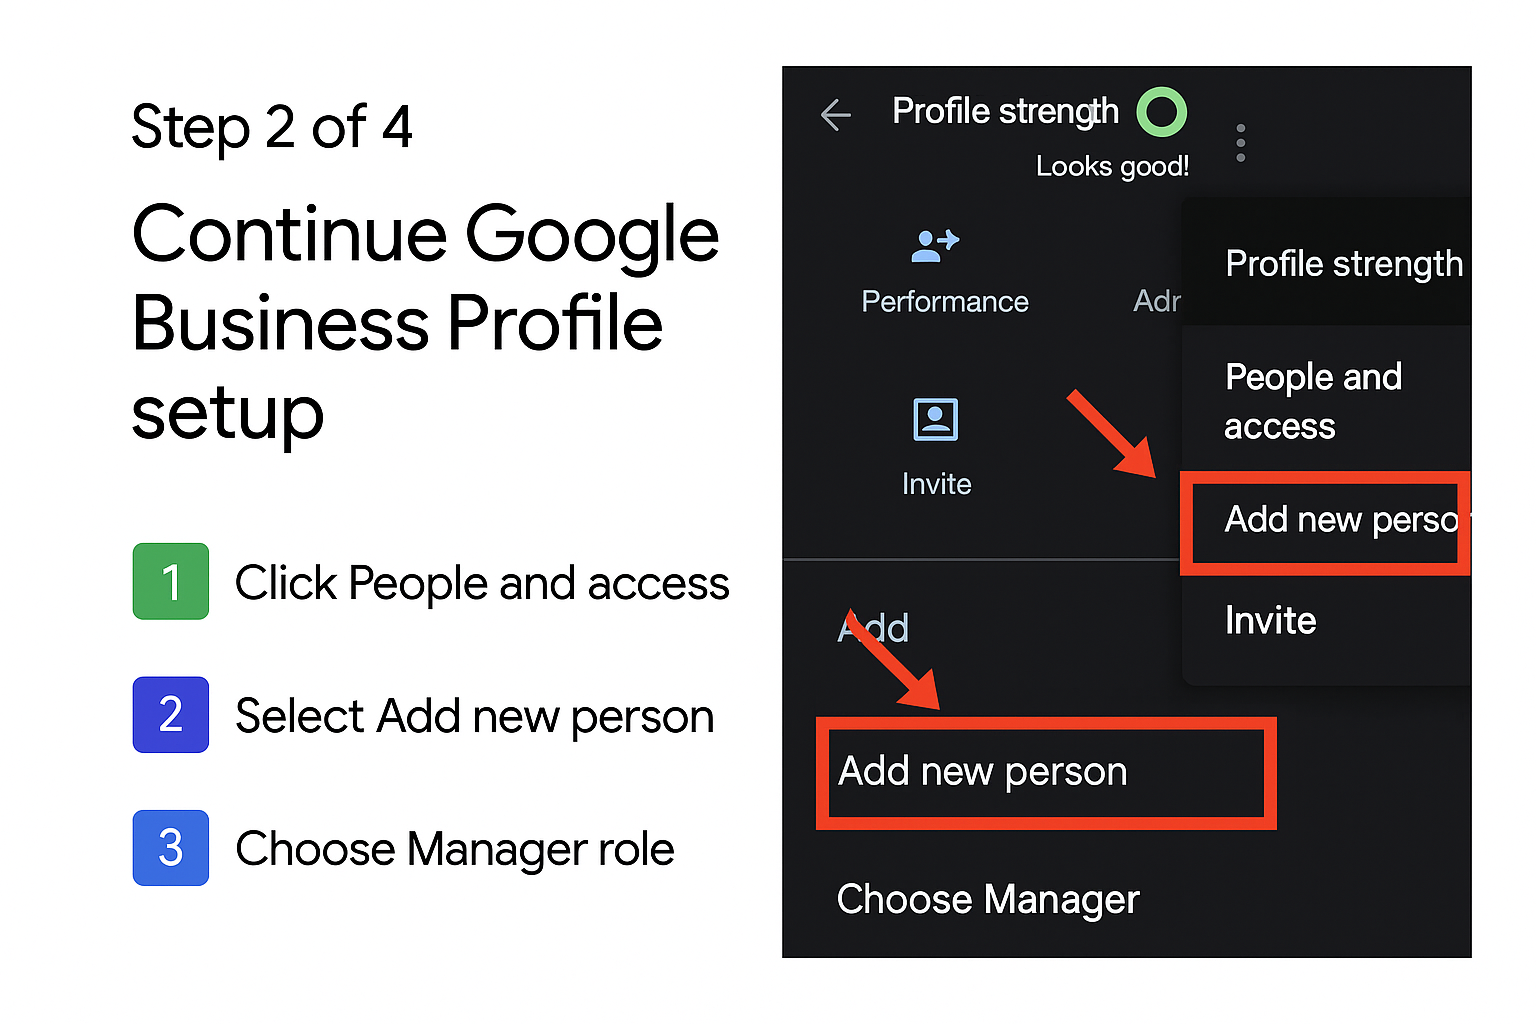 Step 2 of 4
Continue Google
Business Profile
setup
1 Click People and access
2 Select Add new person
3 Choose Manager role
Profile strength
Looks good!
Performance
Adr
Invite
Profile strength
People and
access
Add new perso
Invite
Add
Add new person
Choose Manager